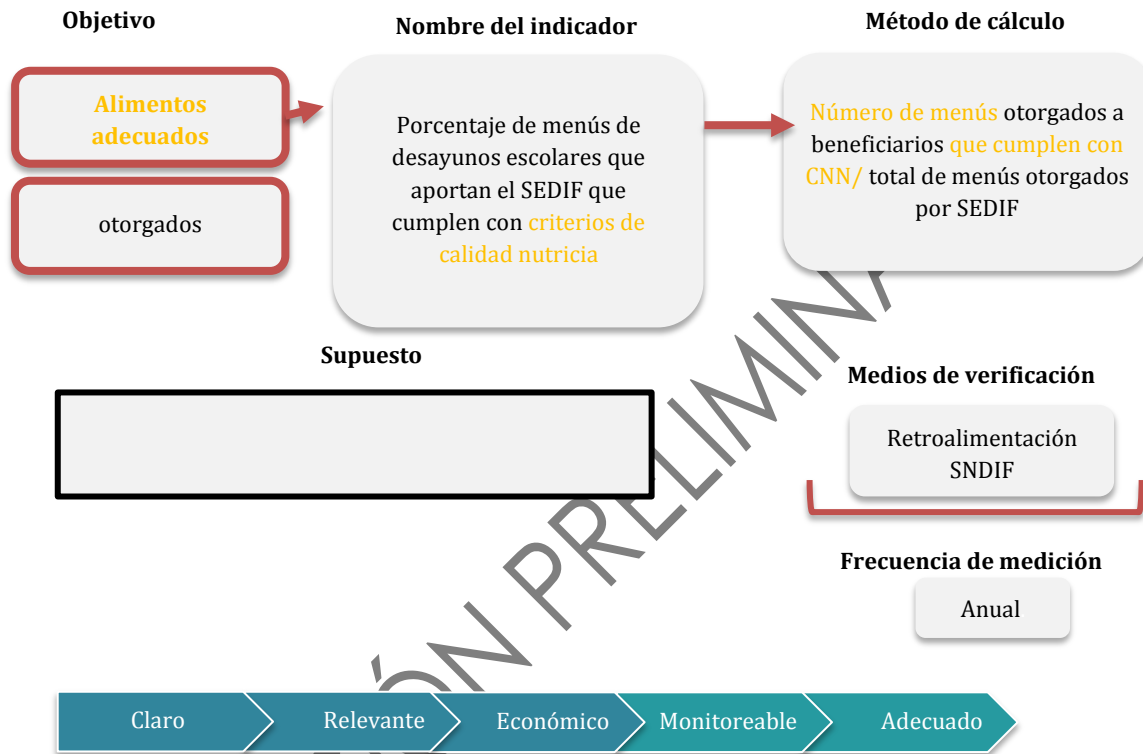 Objetivo
Nombre del indicador
Método de cálculo
Alimentos
adecuados
otorgados
Porcentaje de menús de
desayunos escolares que
aportan el SEDIF que
cumplen con criterios de
calidad nutricia
Número de menús otorgados a
beneficiarios que cumplen con
CNN/ total de menús otorgados
por SEDIF
Supuesto
Medios de verificación
Retroalimentación
SNDIF
Frecuencia de medición
Anual
Claro
Relevante
Económico
Monitoreable
Adecuado